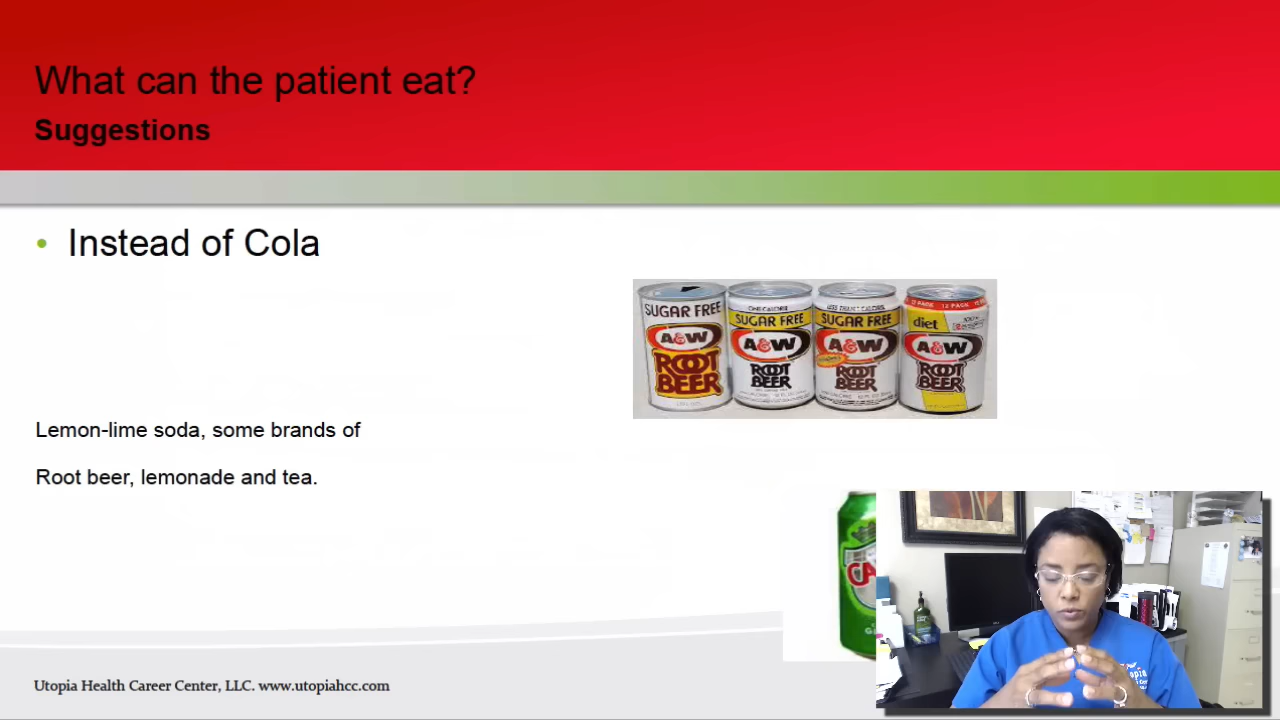 What can the patient eat?
Suggestions
• Instead of Cola
SUGAR FREE
A&W
ROOT
BEER
ONE CALORIE
SUGAR FREE
A&W
ROOT
BEER
LESS THAN 1 CALORIE
SUGAR FREE
A&W
ROOT
BEER
12 PACK
diet
A&W
ROOT
BEER
Lemon-lime soda, some brands of
Root beer, lemonade and tea.
CA
Utopia Health Career Center, LLC. www.utopiahcc.com